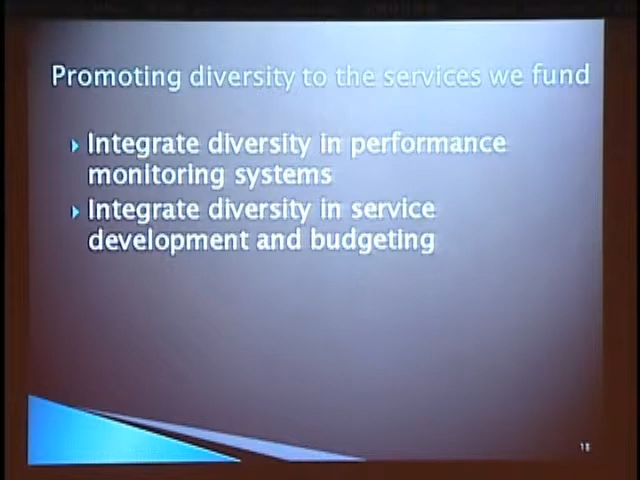 Promoting diversity to the services we fund
Integrate diversity in performance
monitoring systems
Integrate diversity in service
development and budgeting
18